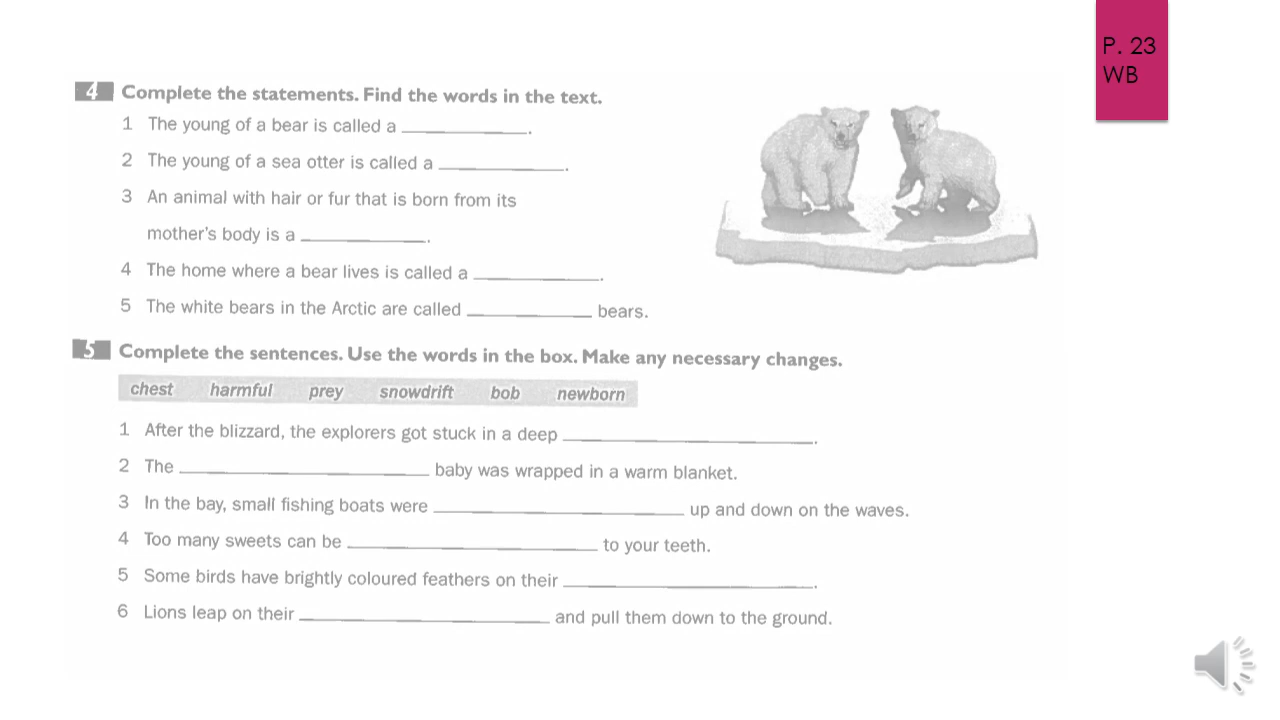 P. 23
WB
4 Complete the statements. Find the words in the text.
1 The young of a bear is called a ____________.
2 The young of a sea otter is called a ____________.
3 An animal with hair or fur that is born from its
mother's body is a ____________.
4 The home where a bear lives is called a ____________.
5 The white bears in the Arctic are called ____________ bears.
5 Complete the sentences. Use the words in the box. Make any necessary changes.
chest harmful prey snowdrift bob newborn
1 After the blizzard, the explorers got stuck in a deep ________________________.
2 The ________________________ baby was wrapped in a warm blanket.
3 In the bay, small fishing boats were ________________________ up and down on the waves.
4 Too many sweets can be ________________________ to your teeth.
5 Some birds have brightly coloured feathers on their ________________________.
6 Lions leap on their ________________________ and pull them down to the ground.